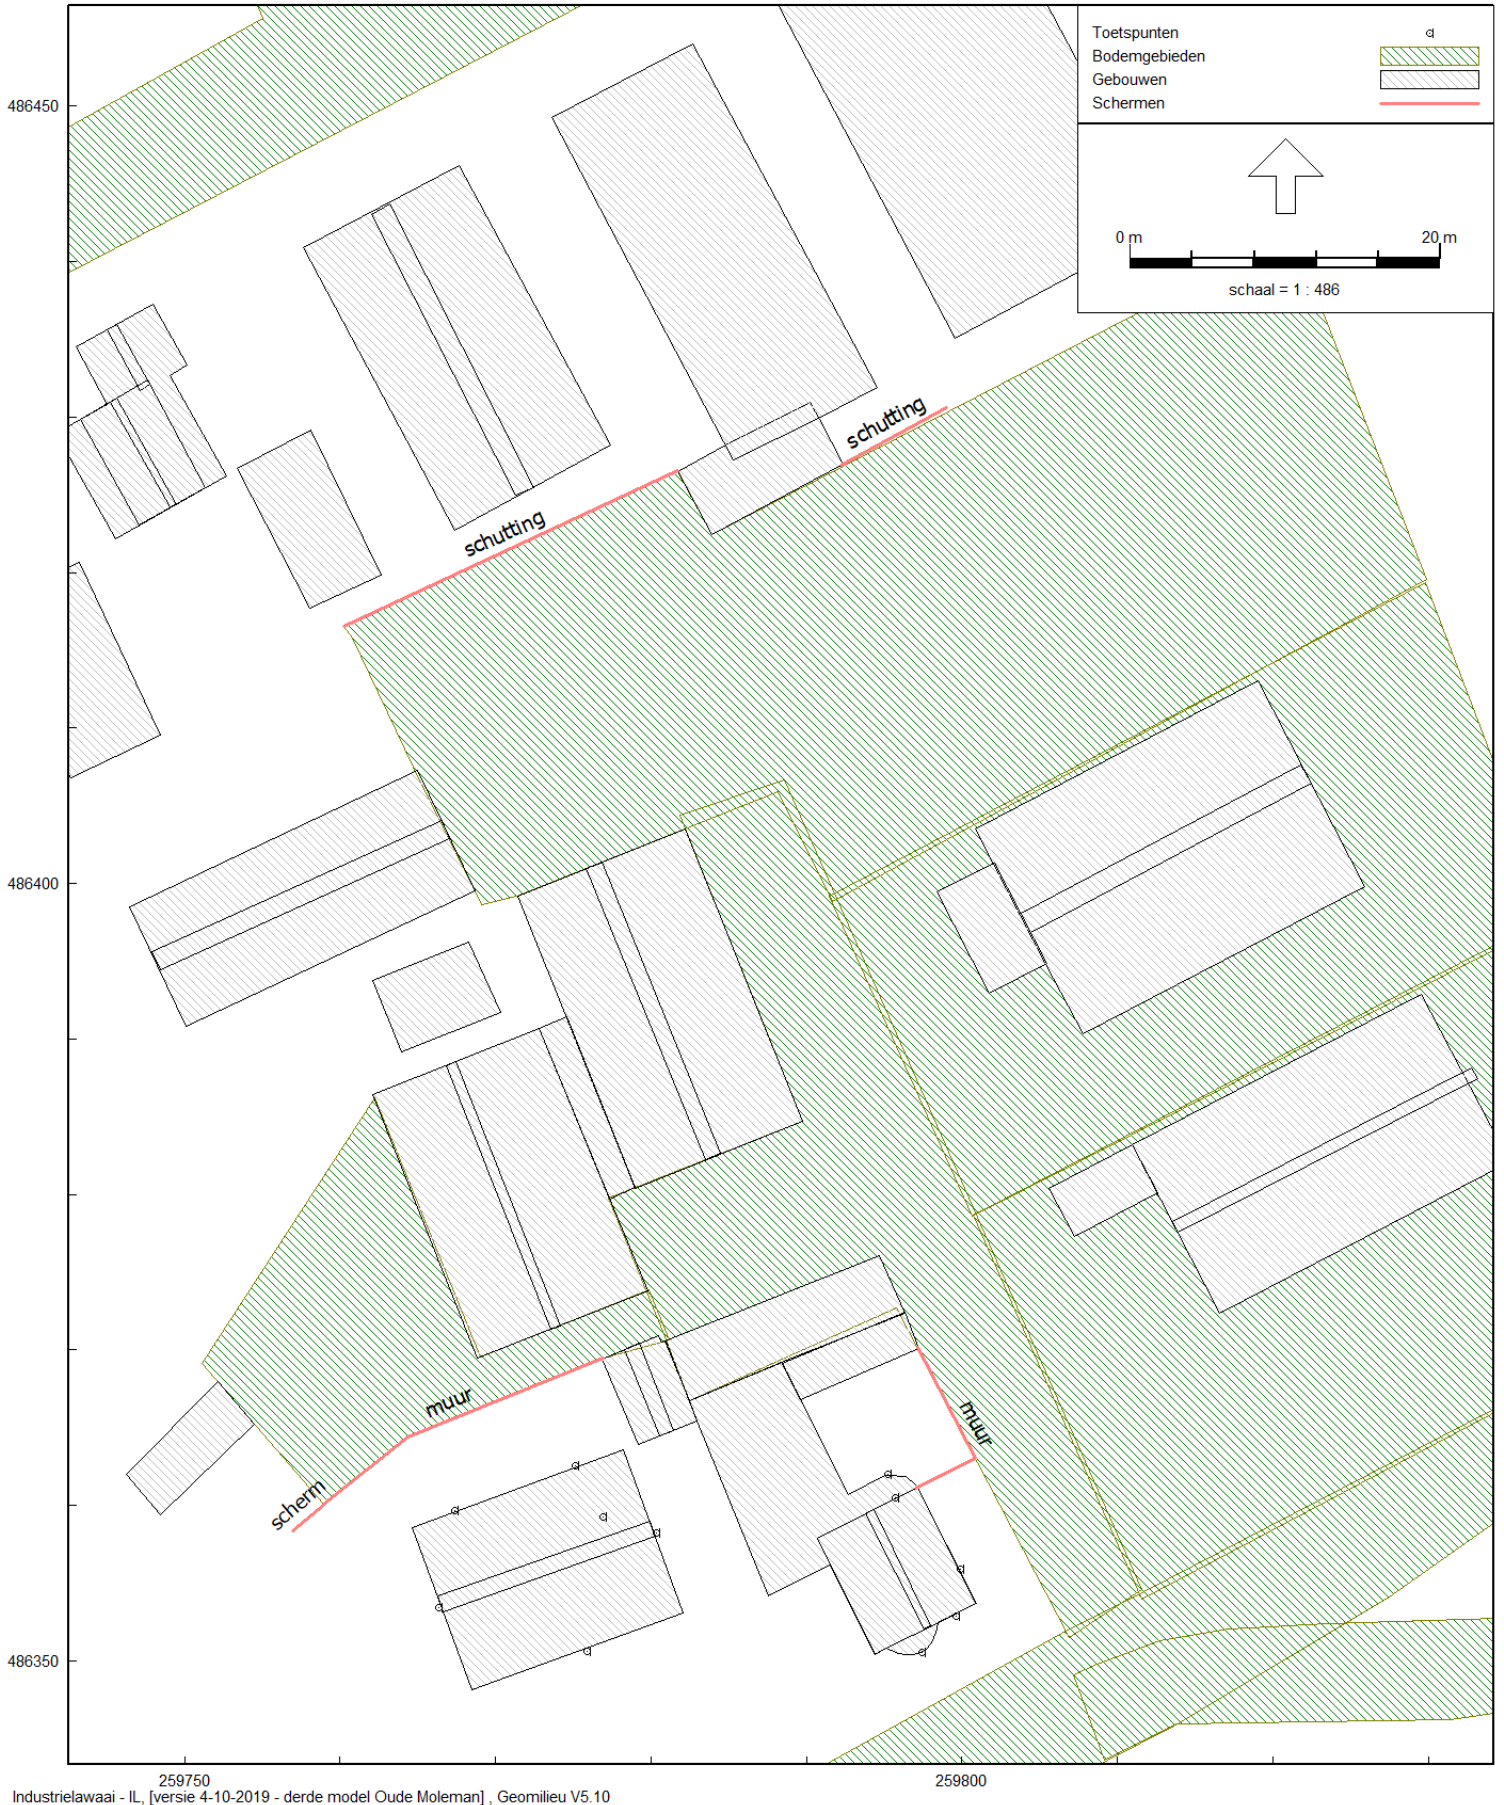 Toetspunten
Bodemgebieden
Gebouwen
Schermen
0 m 20 m
schaal = 1 : 486
486450
schutting
schutting
486400
muur
muur
scherm
486350
259750 259800
Industrielawaai - IL, [versie 4-10-2019 - derde model Oude Moleman] , Geomilieu V5.10